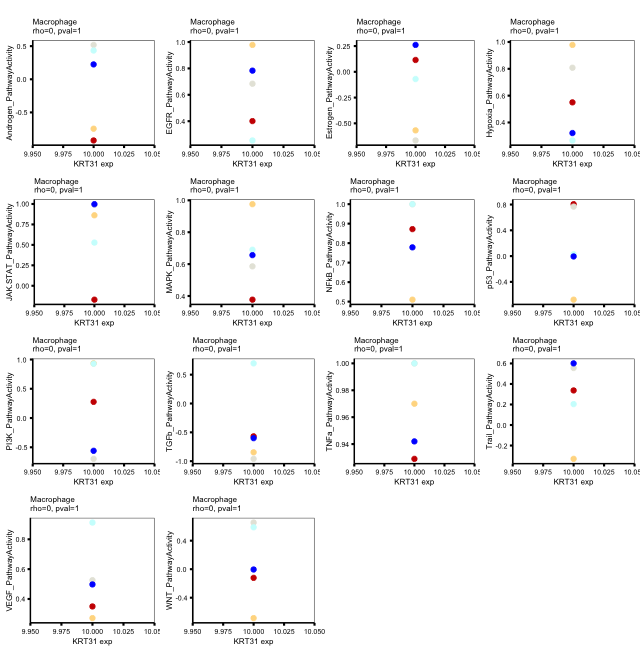 Macrophage
rho=0, pval=1
Androgen_PathwayActivity
0.5
0.0
-0.5
9.950
9.975
10.000
10.025
10.05
KRT31 exp
Macrophage
rho=0, pval=1
EGFR_PathwayActivity
1.0
0.8
0.6
0.4
9.950
9.975
10.000
10.025
10.05
KRT31 exp
Macrophage
rho=0, pval=1
Estrogen_PathwayActivity
0.25
0.00
-0.25
-0.50
9.950
9.975
10.000
10.025
10.05
KRT31 exp
Macrophage
rho=0, pval=1
Hypoxia_PathwayActivity
1.0
0.8
0.6
0.4
9.950
9.975
10.000
10.025
10.05
KRT31 exp
Macrophage
rho=0, pval=1
JAK.STAT_PathwayActivity
1.00
0.75
0.50
0.25
0.00
9.950
9.975
10.000
10.025
10.05
KRT31 exp
Macrophage
rho=0, pval=1
MAPK_PathwayActivity
1.0
0.8
0.6
0.4
9.950
9.975
10.000
10.025
10.05
KRT31 exp
Macrophage
rho=0, pval=1
NFkB_PathwayActivity
1.0
0.9
0.8
0.7
0.6
0.5
9.950
9.975
10.000
10.025
10.05
KRT31 exp
Macrophage
rho=0, pval=1
p53_PathwayActivity
0.8
0.4
0.0
-0.4
9.950
9.975
10.000
10.025
10.05
KRT31 exp
Macrophage
rho=0, pval=1
PI3K_PathwayActivity
1.0
0.5
0.0
-0.5
9.950
9.975
10.000
10.025
10.05
KRT31 exp
Macrophage
rho=0, pval=1
TGFb_PathwayActivity
0.5
0.0
-0.5
-1.0
9.950
9.975
10.000
10.025
10.05
KRT31 exp
Macrophage
rho=0, pval=1
TNFa_PathwayActivity
1.00
0.98
0.96
0.94
9.950
9.975
10.000
10.025
10.05
KRT31 exp
Macrophage
rho=0, pval=1
Trail_PathwayActivity
0.6
0.4
0.2
0.0
-0.2
9.950
9.975
10.000
10.025
10.05
KRT31 exp
Macrophage
rho=0, pval=1
VEGF_PathwayActivity
0.8
0.6
0.4
9.950
9.975
10.000
10.025
10.05
KRT31 exp
Macrophage
rho=0, pval=1
WNT_PathwayActivity
0.4
0.0
-0.4
9.950
9.975
10.000
10.025
10.050
KRT31 exp